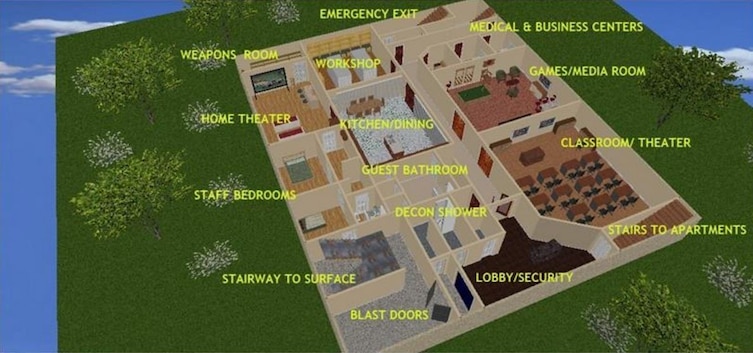 EMERGENCY EXIT
MEDICAL & BUSINESS CENTERS
WEAPONS ROOM
WORKSHOP
GAMES/MEDIA ROOM
HOME THEATER
KITCHEN/DINING
CLASSROOM/ THEATER
GUEST BATHROOM
STAFF BEDROOMS
DECON SHOWER
STAIRS TO APARTMENTS
STAIRWAY TO SURFACE
LOBBY/SECURITY
BLAST DOORS